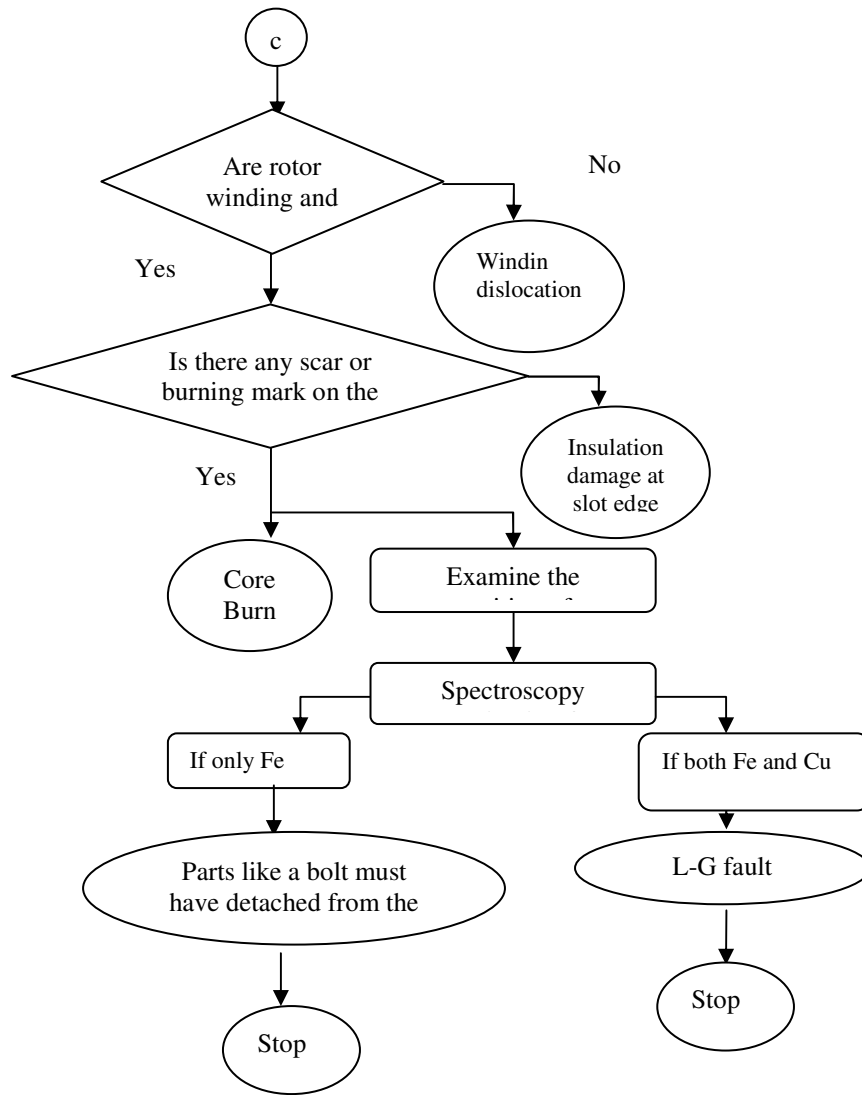 c
Are rotor
winding and
No
Yes
Windin
dislocation
Is there any scar or
burning mark on the
Yes
Insulation
damage at
slot edge
Core
Burn
Examine the
Spectroscopy
If only Fe
If both Fe and Cu
Parts like a bolt must
have detached from the
L-G fault
Stop
Stop